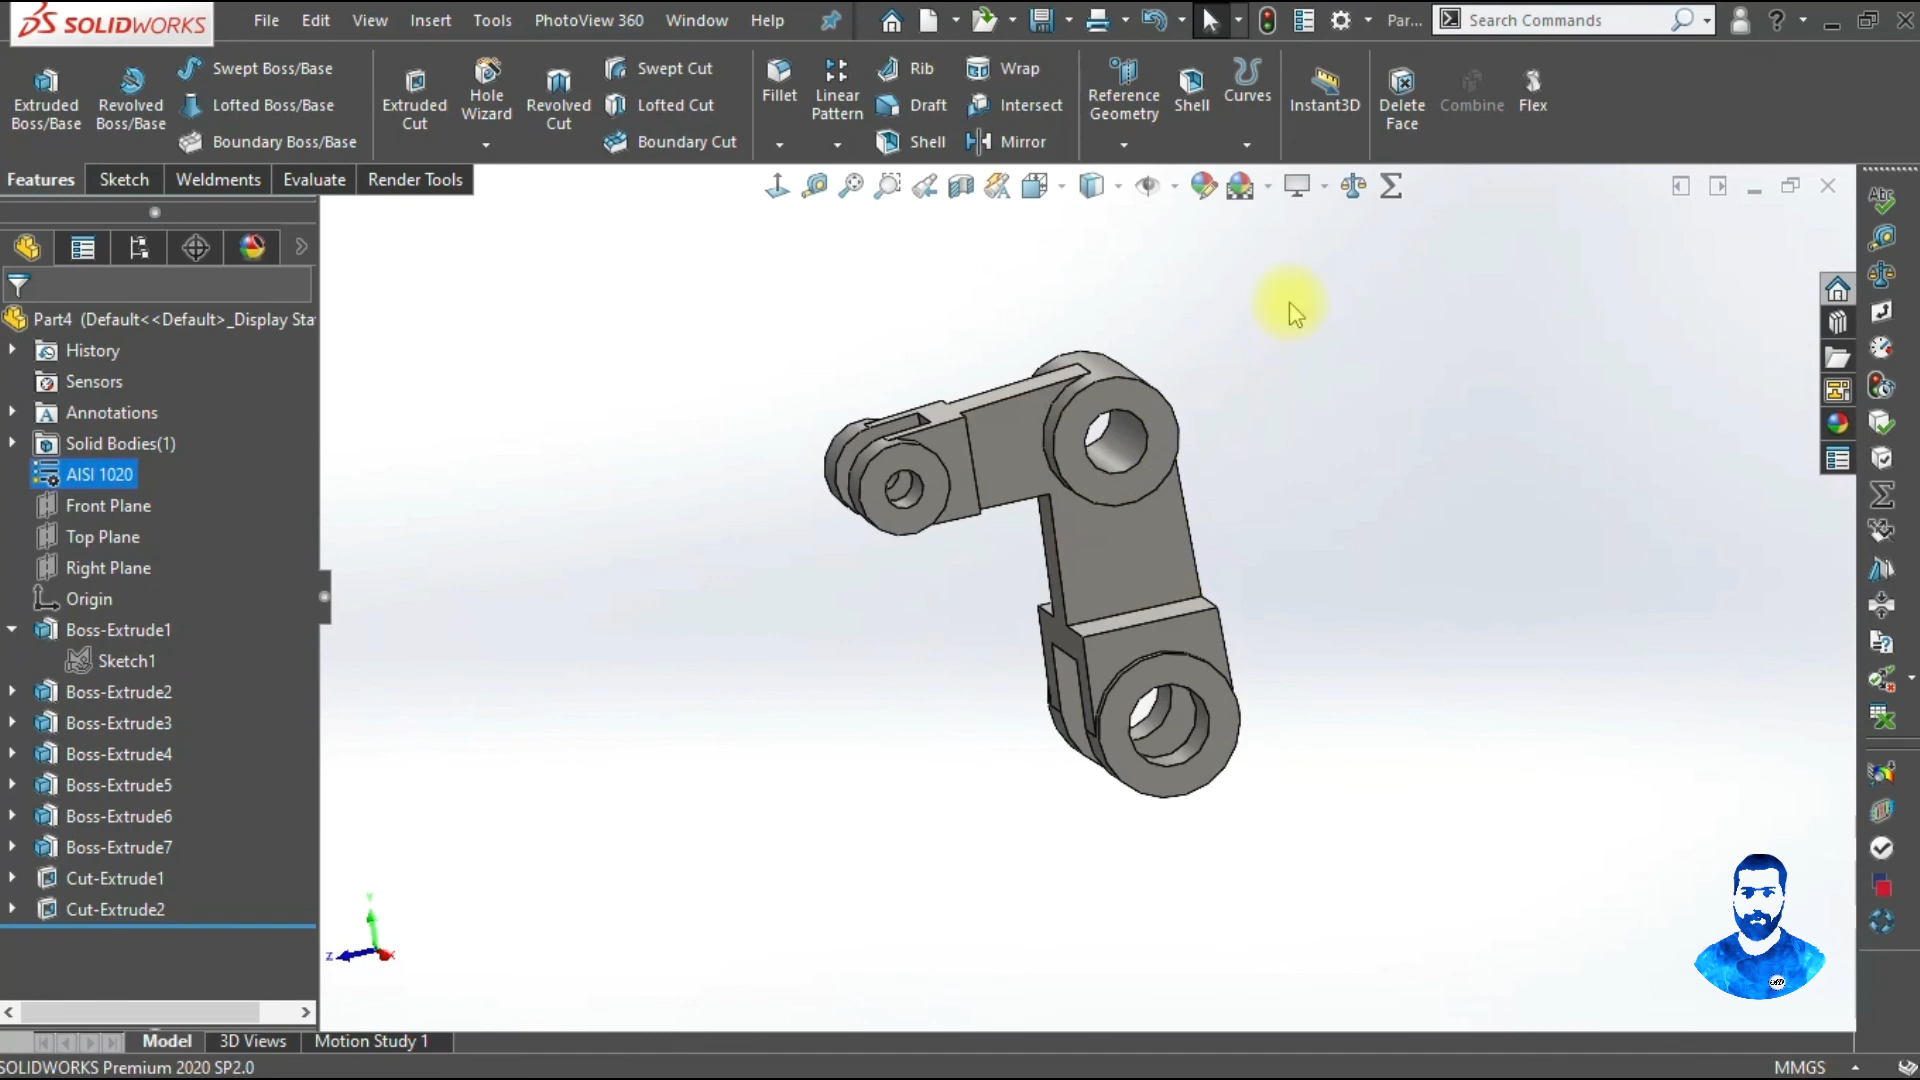 SOLIDWORKS
File Edit View Insert Tools PhotoView 360 Window Help
Par... Search Commands
Extruded Boss/Base
Revolved Boss/Base
Swept Boss/Base
Lofted Boss/Base
Boundary Boss/Base
Extruded Cut
Hole Wizard
Revolved Cut
Swept Cut
Lofted Cut
Boundary Cut
Fillet
Linear Pattern
Rib
Draft
Shell
Wrap
Intersect
Mirror
Reference Geometry
Shell
Curves
Instant3D
Delete Face
Combine
Flex
Features Sketch Weldments Evaluate Render Tools
Part4 (Default<<Default>_Display Sta
History
Sensors
Annotations
Solid Bodies(1)
AISI 1020
Front Plane
Top Plane
Right Plane
Origin
Boss-Extrude1
Sketch1
Boss-Extrude2
Boss-Extrude3
Boss-Extrude4
Boss-Extrude5
Boss-Extrude6
Boss-Extrude7
Cut-Extrude1
Cut-Extrude2
Y
Z
X
Model 3D Views Motion Study 1
SOLIDWORKS Premium 2020 SP2.0
MMGS